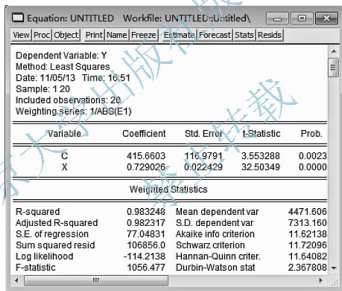 Equation: UNTITLED Workfile: UNTITLED::Untitled\
View Proc Object Print Name Freeze Estimate Forecast Stats Resids
Dependent Variable: Y
Method: Least Squares
Date: 11/05/13 Time: 16:51
Sample: 1 20
Included observations: 20
Weighting series: 1/ABS(E1)
Variable Coefficient Std. Error t-Statistic Prob.
C 415.6603 116.9791 3.553288 0.0023
X 0.729026 0.022429 32.50349 0.0000
Weighted Statistics
R-squared 0.983248 Mean dependent var 4471.606
Adjusted R-squared 0.982317 S.D. dependent var 7313.160
S.E. of regression 77.04831 Akaike info criterion 11.62138
Sum squared resid 106856.0 Schwarz criterion 11.72096
Log likelihood -114.2138 Hannan-Quinn criter. 11.64082
F-statistic 1056.477 Durbin-Watson stat 2.367808